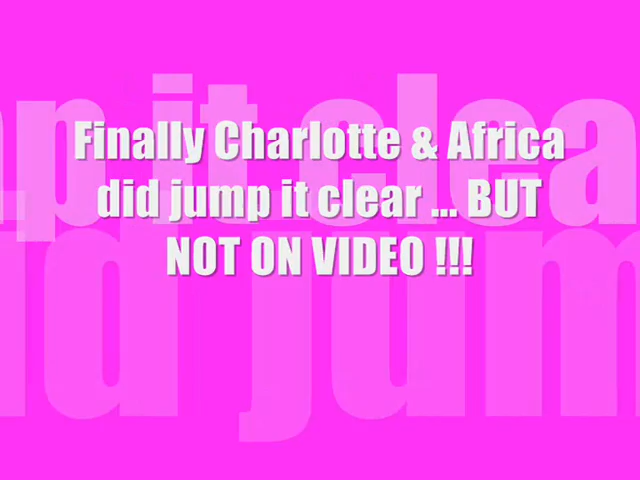 Finally Charlotte & Africa
did jump it clear ... BUT
NOT ON VIDEO !!!